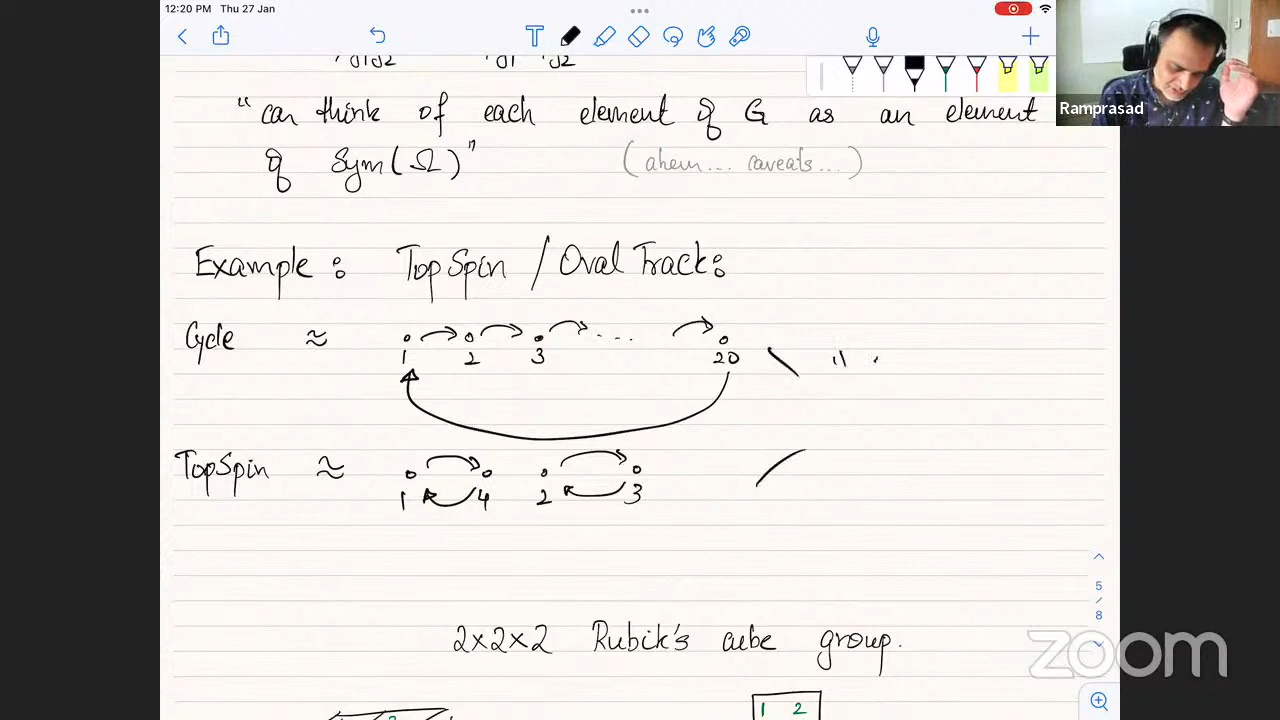 12:20 PM Thu 27 Jan
Ramprasad
"can think of each element of G as an element
of Sym(Ω)" (ahem... caveats...)
Example: TopSpin / Oval Track:
Cycle ≈
1 2 3 ... 20
TopSpin ≈
1 4 2 3
5
/
8
2×2×2 Rubik's cube group.
zoom
1 2